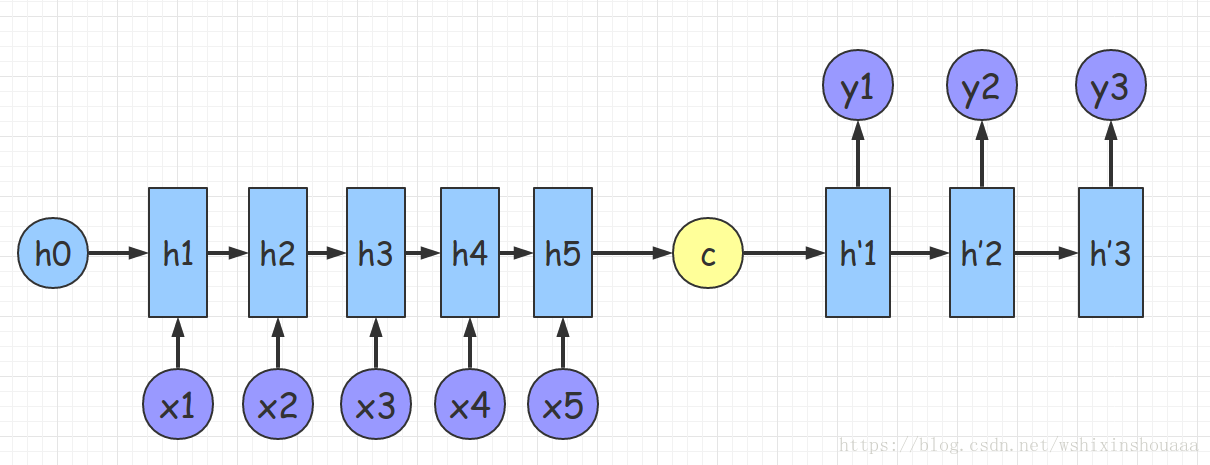 y1 y2 y3
h0 h1 h2 h3 h4 h5 c h'1 h'2 h'3
x1 x2 x3 x4 x5
https://blog.csdn.net/wshixinshouaaa